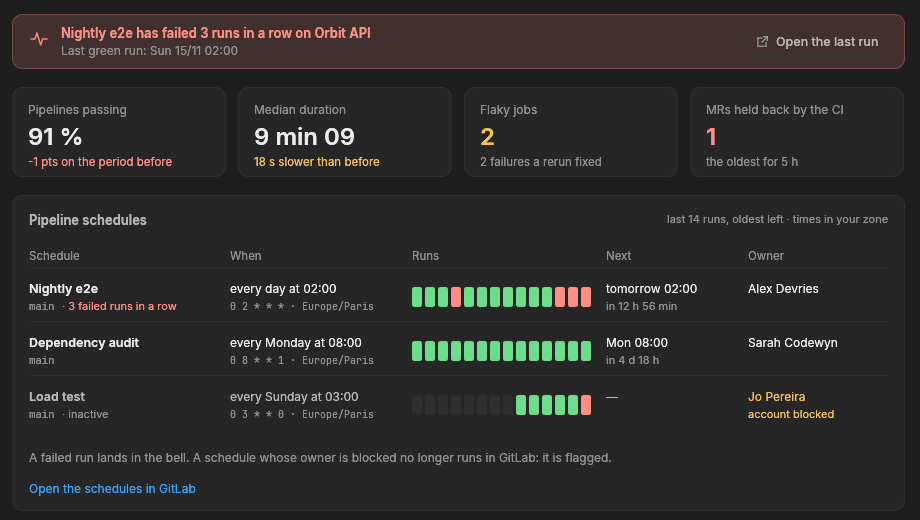 Nightly e2e has failed 3 runs in a row on Orbit API
Last green run: Sun 15/11 02:00
Open the last run
Pipelines passing
91 %
-1 pts on the period before
Median duration
9 min 09
18 s slower than before
Flaky jobs
2
2 failures a rerun fixed
MRs held back by the CI
1
the oldest for 5 h
Pipeline schedules
last 14 runs, oldest left · times in your zone
Schedule When Runs Next Owner
Nightly e2e every day at 02:00 tomorrow 02:00 Alex Devries
main · 3 failed runs in a row 0 2 * * * · Europe/Paris in 12 h 56 min
Dependency audit every Monday at 08:00 Mon 08:00 Sarah Codewyn
main 0 8 * * 1 · Europe/Paris in 4 d 18 h
Load test every Sunday at 03:00 — Jo Pereira
main · inactive 0 3 * * 0 · Europe/Paris account blocked
A failed run lands in the bell. A schedule whose owner is blocked no longer runs in GitLab: it is flagged.
Open the schedules in GitLab